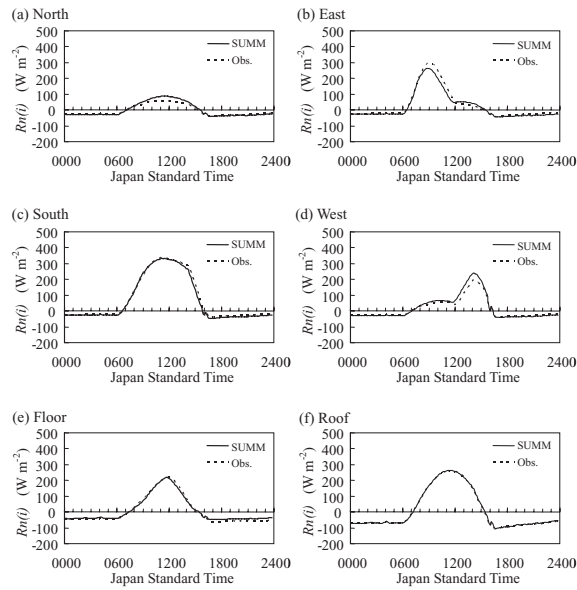 (a) North
500
400
300
200
100
0
-100
-200
Rn(i) (W m-2)
SUMM
Obs.
0000 0600 1200 1800 2400
Japan Standard Time
(b) East
500
400
300
200
100
0
-100
-200
Rn(i) (W m-2)
SUMM
Obs.
0000 0600 1200 1800 2400
Japan Standard Time
(c) South
500
400
300
200
100
0
-100
-200
Rn(i) (W m-2)
SUMM
Obs.
0000 0600 1200 1800 2400
Japan Standard Time
(d) West
500
400
300
200
100
0
-100
-200
Rn(i) (W m-2)
SUMM
Obs.
0000 0600 1200 1800 2400
Japan Standard Time
(e) Floor
500
400
300
200
100
0
-100
-200
Rn(i) (W m-2)
SUMM
Obs.
0000 0600 1200 1800 2400
Japan Standard Time
(f) Roof
500
400
300
200
100
0
-100
-200
Rn(i) (W m-2)
SUMM
Obs.
0000 0600 1200 1800 2400
Japan Standard Time